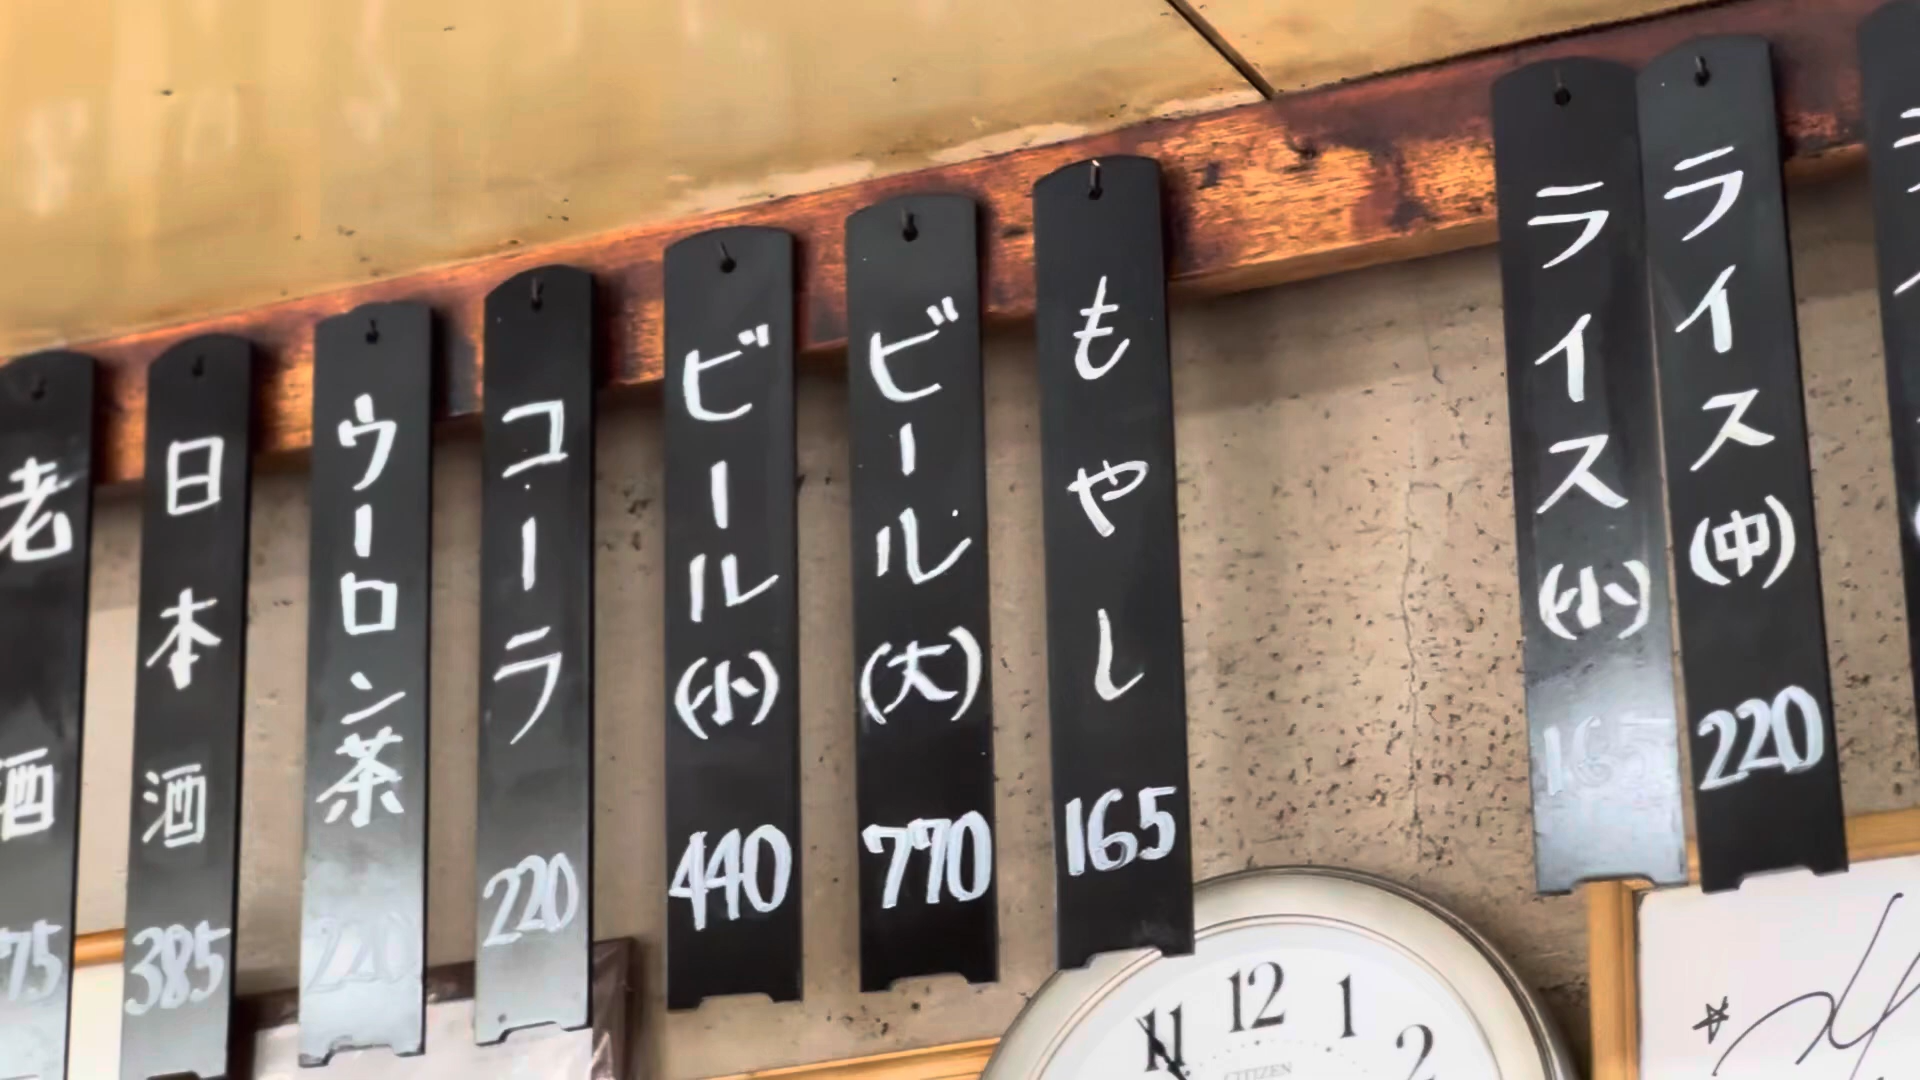 ライス(中) 220
ライス(小) 165
もやし 165
ビール(大) 770
ビール(小) 440
コーラ 220
ウーロン茶 220
日本酒 385
老酒 75
11 12 1 2
CITIZEN